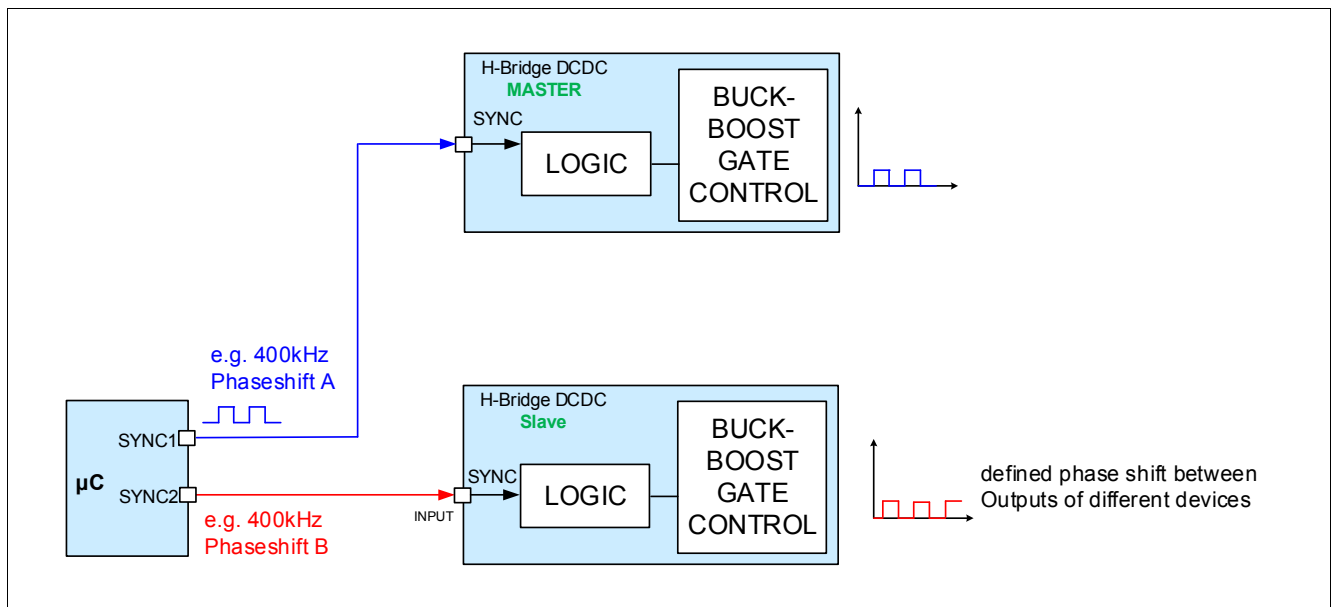 H-Bridge DCDC
MASTER
SYNC
LOGIC
BUCK-
BOOST
GATE
CONTROL
e.g. 400kHz
Phaseshift A
µC
SYNC1
SYNC2
e.g. 400kHz
Phaseshift B
INPUT
H-Bridge DCDC
Slave
SYNC
LOGIC
BUCK-
BOOST
GATE
CONTROL
defined phase shift between
Outputs of different devices